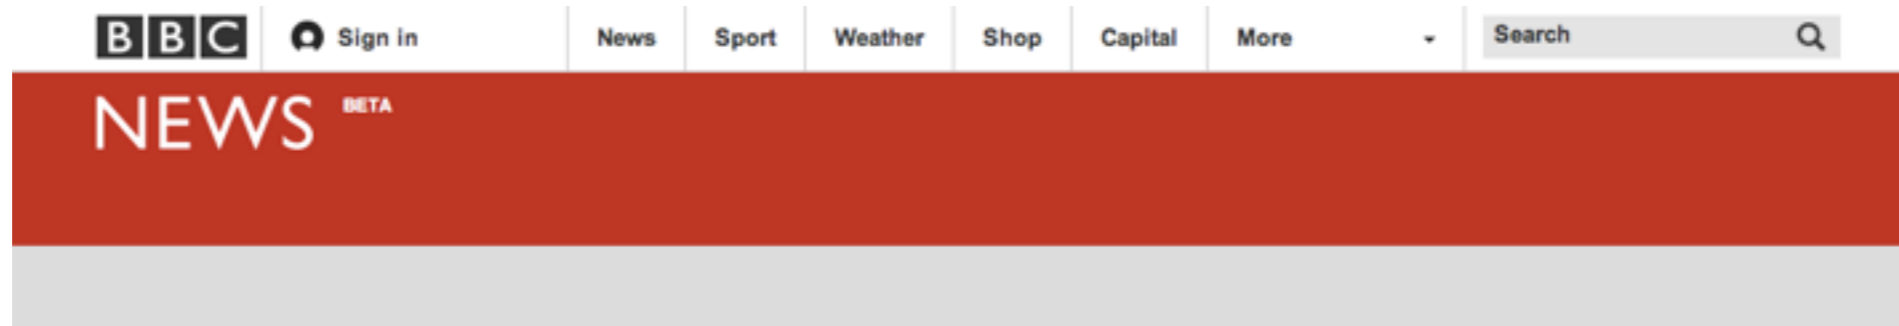 BBC Sign in News Sport Weather Shop Capital More Search
NEWS BETA